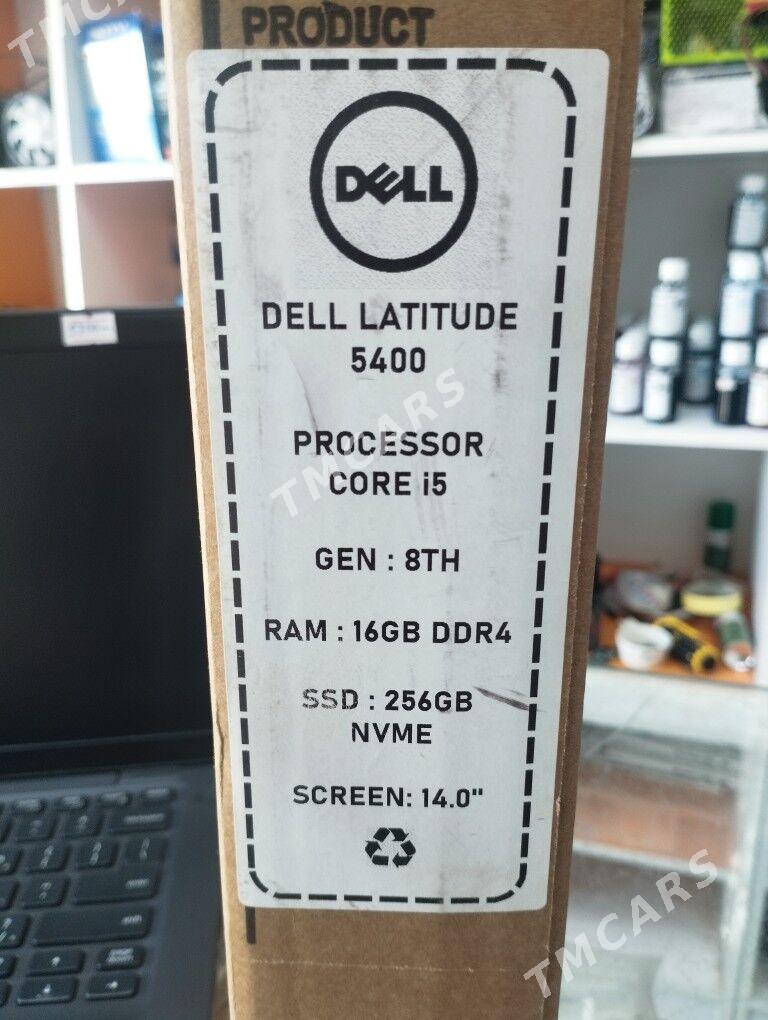 TMCARS
PRODUCT
DELL
DELL LATITUDE
5400
PROCESSOR
CORE i5
TMCARS
GEN : 8TH
RAM : 16GB DDR4
SSD : 256GB
NVME
SCREEN: 14.0"
TMCARS